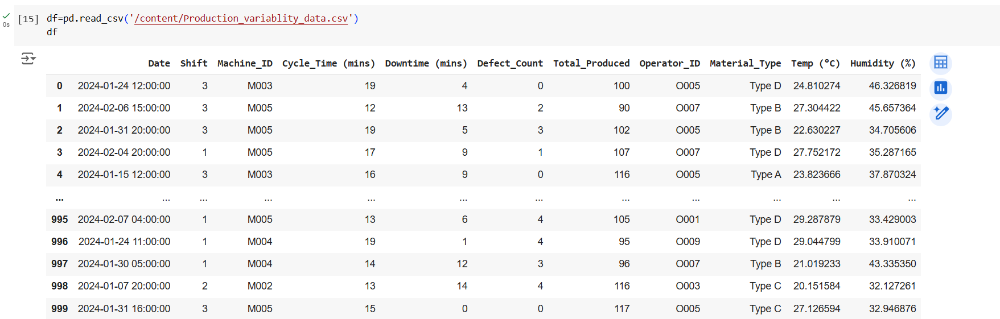 [15] df=pd.read_csv('/content/Production_variablity_data.csv')
df
0s
Date Shift Machine_ID Cycle_Time (mins) Downtime (mins) Defect_Count Total_Produced Operator_ID Material_Type Temp (°C) Humidity (%)
0 2024-01-24 12:00:00 3 M003 19 4 0 100 O005 Type D 24.810274 46.326819
1 2024-02-06 15:00:00 3 M005 12 13 2 90 O007 Type B 27.304422 45.657364
2 2024-01-31 20:00:00 3 M005 19 5 3 102 O005 Type B 22.630227 34.705606
3 2024-02-04 20:00:00 1 M005 17 9 1 107 O007 Type D 27.752172 35.287165
4 2024-01-15 12:00:00 3 M003 16 9 0 116 O005 Type A 23.823666 37.870324
... ... ... ... ... ... ... ... ... ... ... ...
995 2024-02-07 04:00:00 1 M005 13 6 4 105 O001 Type D 29.287879 33.429003
996 2024-01-24 11:00:00 1 M004 19 1 4 95 O009 Type D 29.044799 33.910071
997 2024-01-30 05:00:00 1 M004 14 12 3 96 O007 Type B 21.019233 43.335350
998 2024-01-07 20:00:00 2 M002 13 14 4 116 O003 Type C 20.151584 32.127261
999 2024-01-31 16:00:00 3 M005 15 0 0 117 O005 Type C 27.126594 32.946876